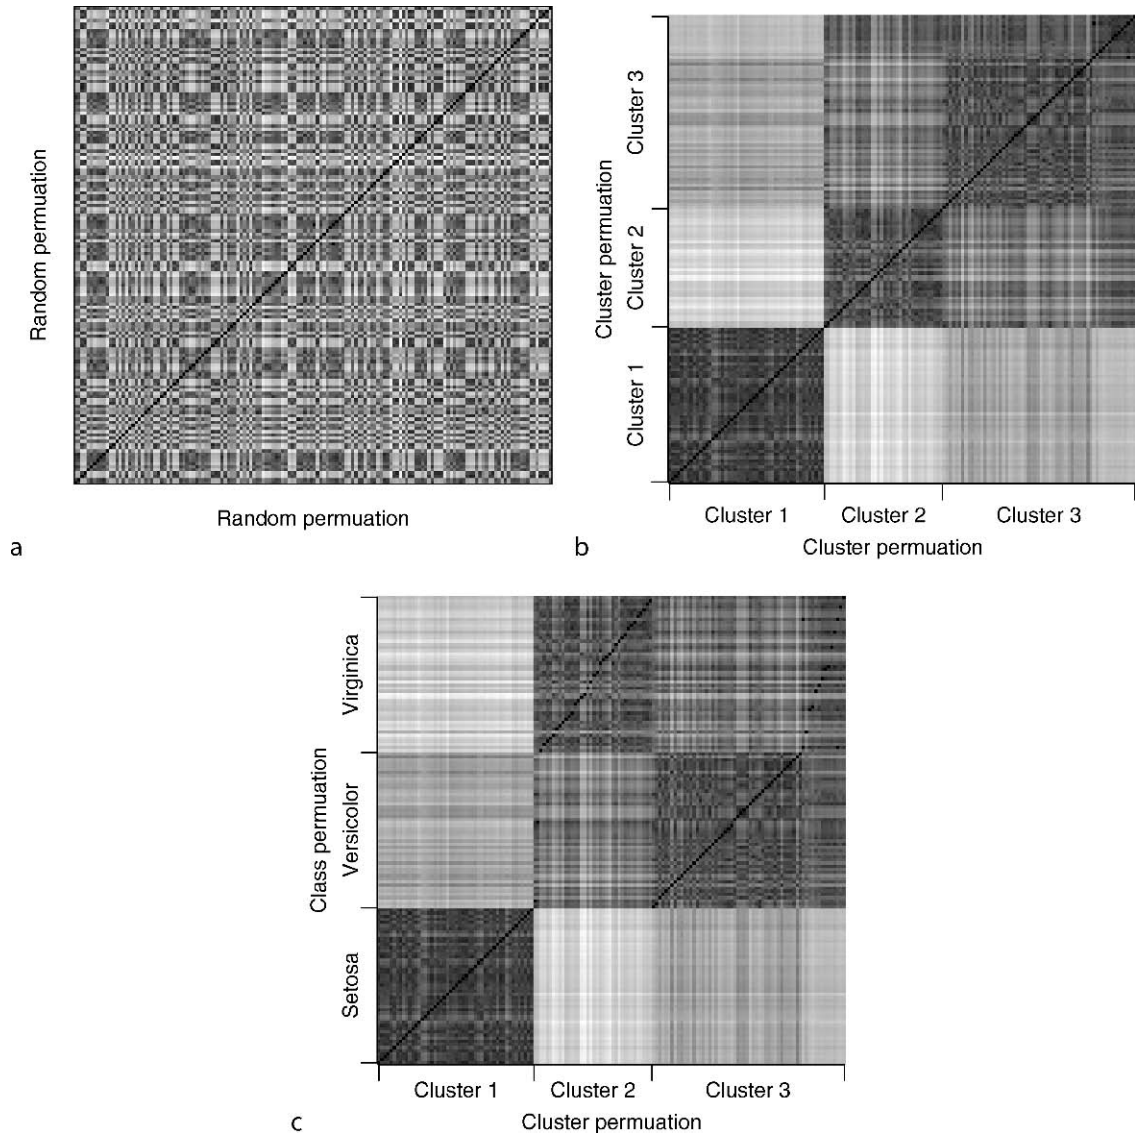 Random permuation
Random permuation
a
Cluster permuation
Cluster 3
Cluster 2
Cluster 1
Cluster 1
Cluster 2
Cluster 3
Cluster permuation
b
Class permuation
Virginica
Versicolor
Setosa
Cluster 1
Cluster 2
Cluster 3
Cluster permuation
c